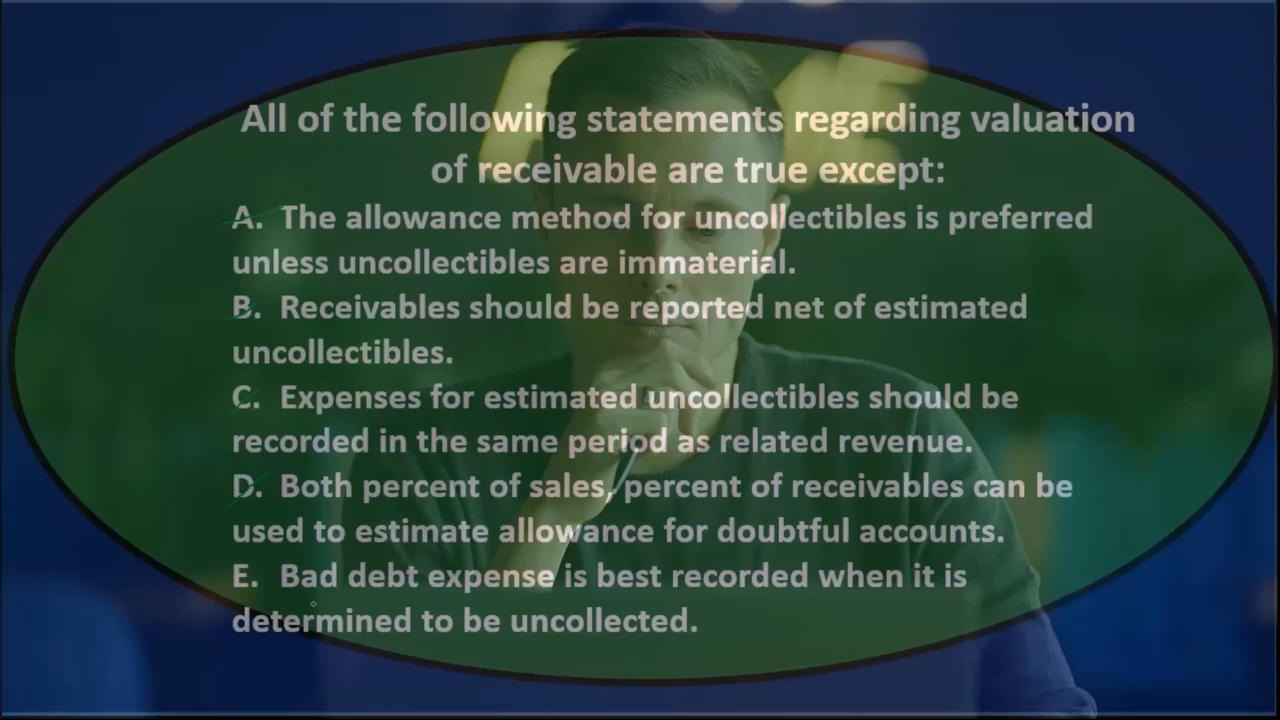 All of the following statements regarding valuation
of receivable are true except:
A. The allowance method for uncollectibles is preferred
unless uncollectibles are immaterial.
B. Receivables should be reported net of estimated
uncollectibles.
C. Expenses for estimated uncollectibles should be
recorded in the same period as related revenue.
D. Both percent of sales, percent of receivables can be
used to estimate allowance for doubtful accounts.
E. Bad debt expense is best recorded when it is
determined to be uncollected.